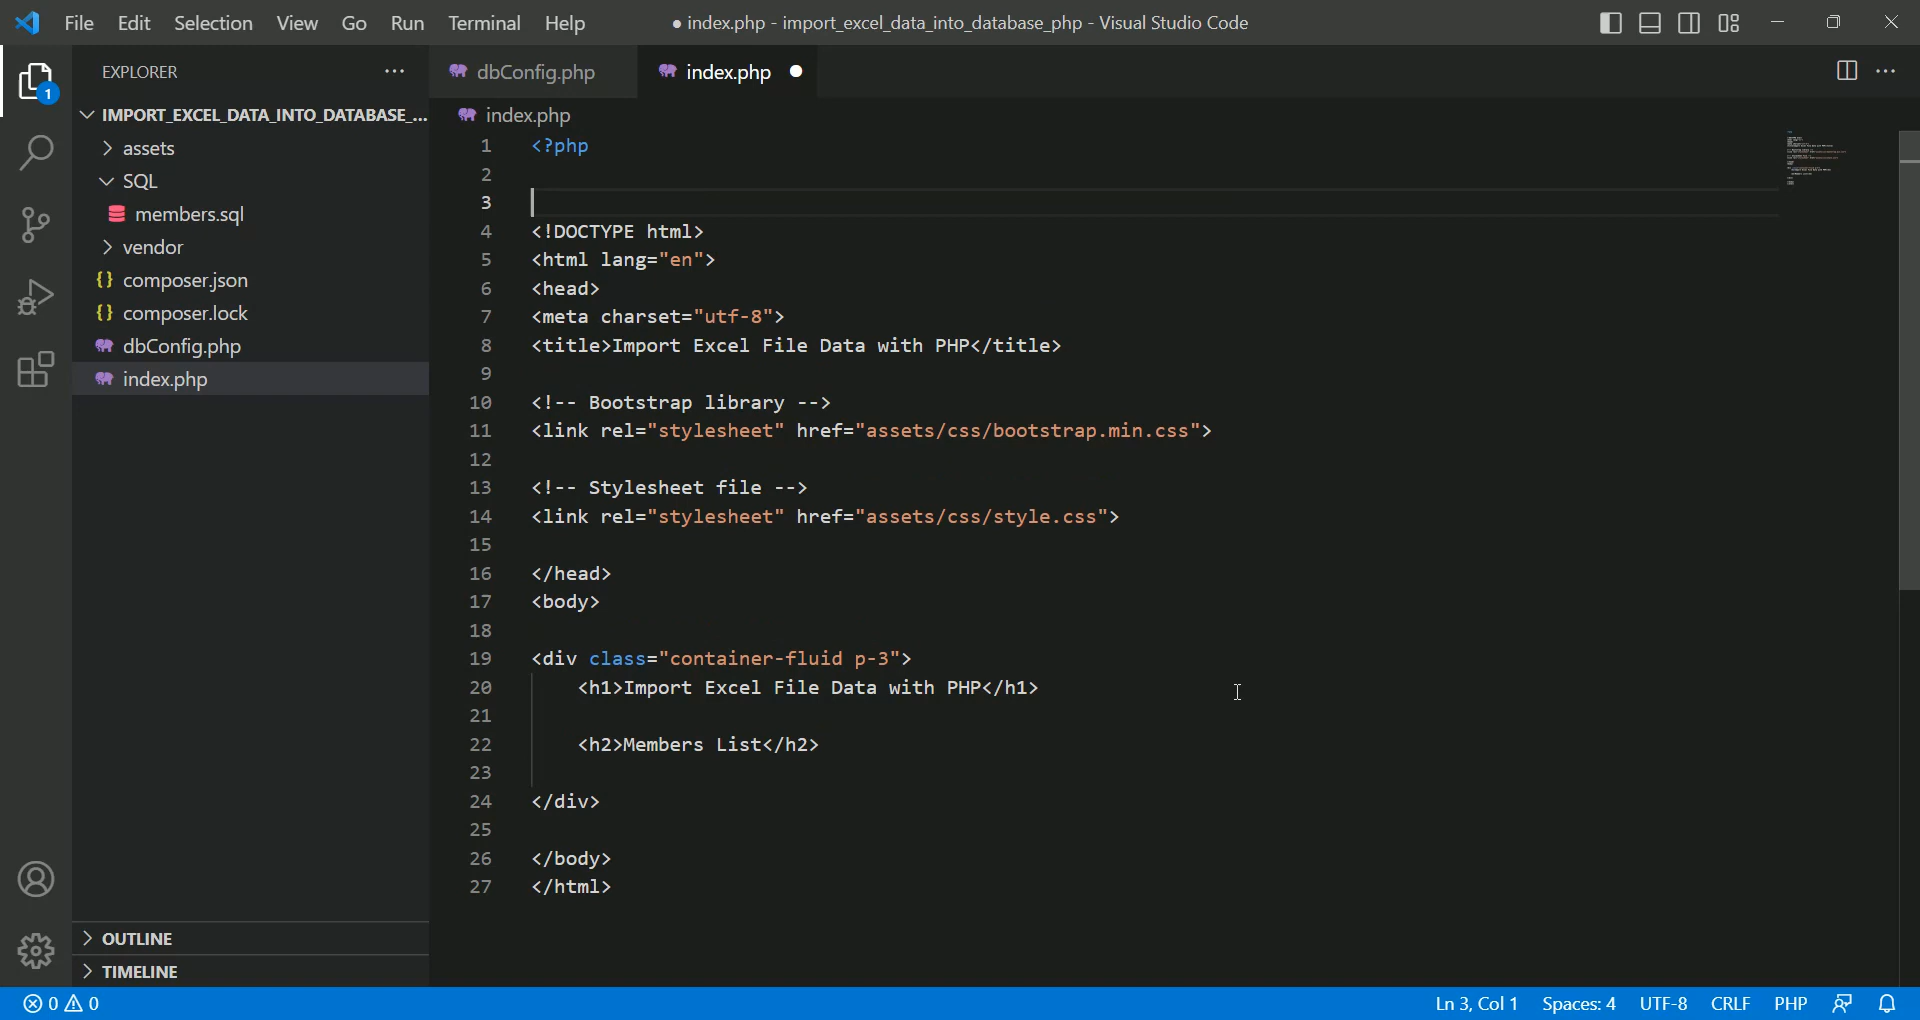 File Edit Selection View Go Run Terminal Help
● index.php - import_excel_data_into_database_php - Visual Studio Code
EXPLORER
1
IMPORT_EXCEL_DATA_INTO_DATABASE_...
assets
SQL
members.sql
vendor
composer.json
composer.lock
dbConfig.php
index.php
OUTLINE
TIMELINE
dbConfig.php
index.php ●
index.php
1 <?php
2
3
4 <!DOCTYPE html>
5 <html lang="en">
6 <head>
7 <meta charset="utf-8">
8 <title>Import Excel File Data with PHP</title>
9
10 <!-- Bootstrap library -->
11 <link rel="stylesheet" href="assets/css/bootstrap.min.css">
12
13 <!-- Stylesheet file -->
14 <link rel="stylesheet" href="assets/css/style.css">
15
16 </head>
17 <body>
18
19 <div class="container-fluid p-3">
20 <h1>Import Excel File Data with PHP</h1>
21
22 <h2>Members List</h2>
23
24 </div>
25
26 </body>
27 </html>
0 0
Ln 3, Col 1 Spaces: 4 UTF-8 CRLF PHP